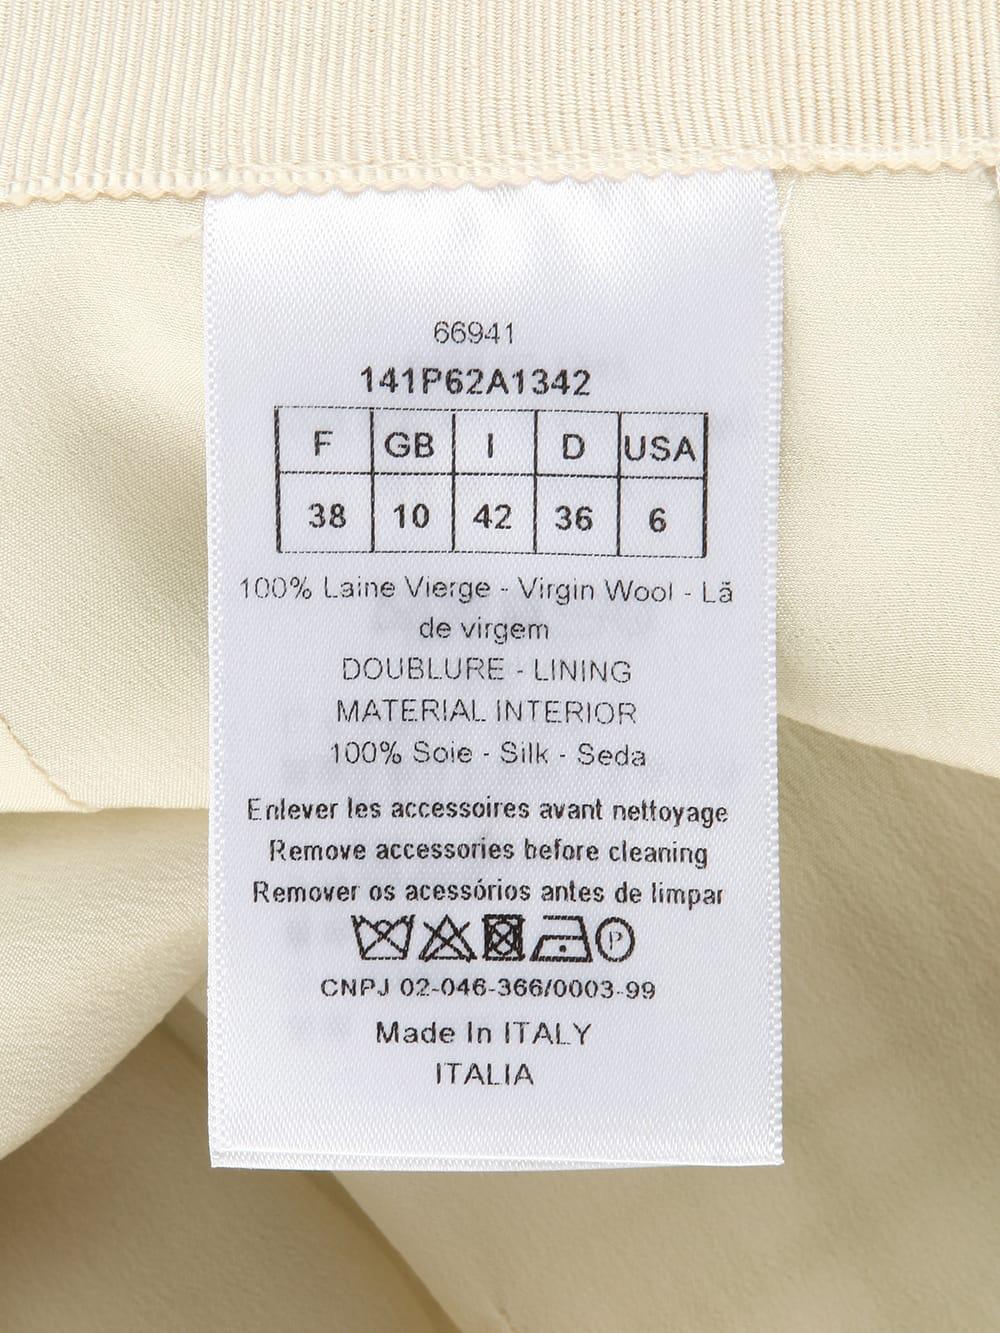 66941
141P62A1342
F GB I D USA
38 10 42 36 6
100% Laine Vierge - Virgin Wool - Lã
de virgem
DOUBLURE - LINING
MATERIAL INTERIOR
100% Soie - Silk - Seda
Enlever les accessoires avant nettoyage
Remove accessories before cleaning
Remover os acessórios antes de limpar
P
CNPJ 02-046-366/0003-99
Made In ITALY
ITALIA